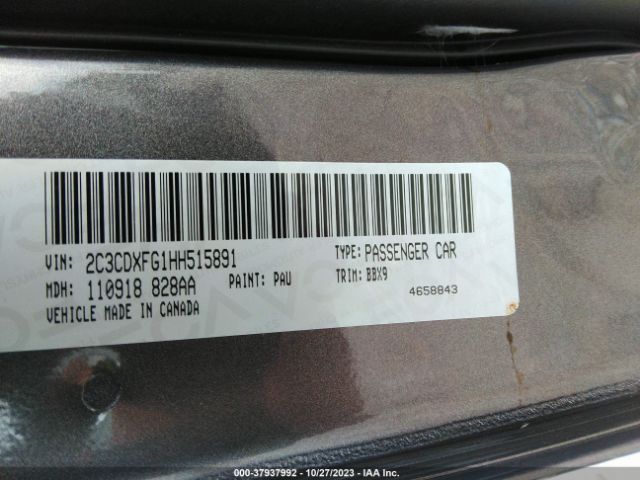 VIN: 2C3CDXFG1HH515891 TYPE: PASSENGER CAR
MDH: 110918 828AA PAINT: PAU TRIM: BBX9
VEHICLE MADE IN CANADA 4658843
000-37937992 - 10/27/2023 - IAA Inc.